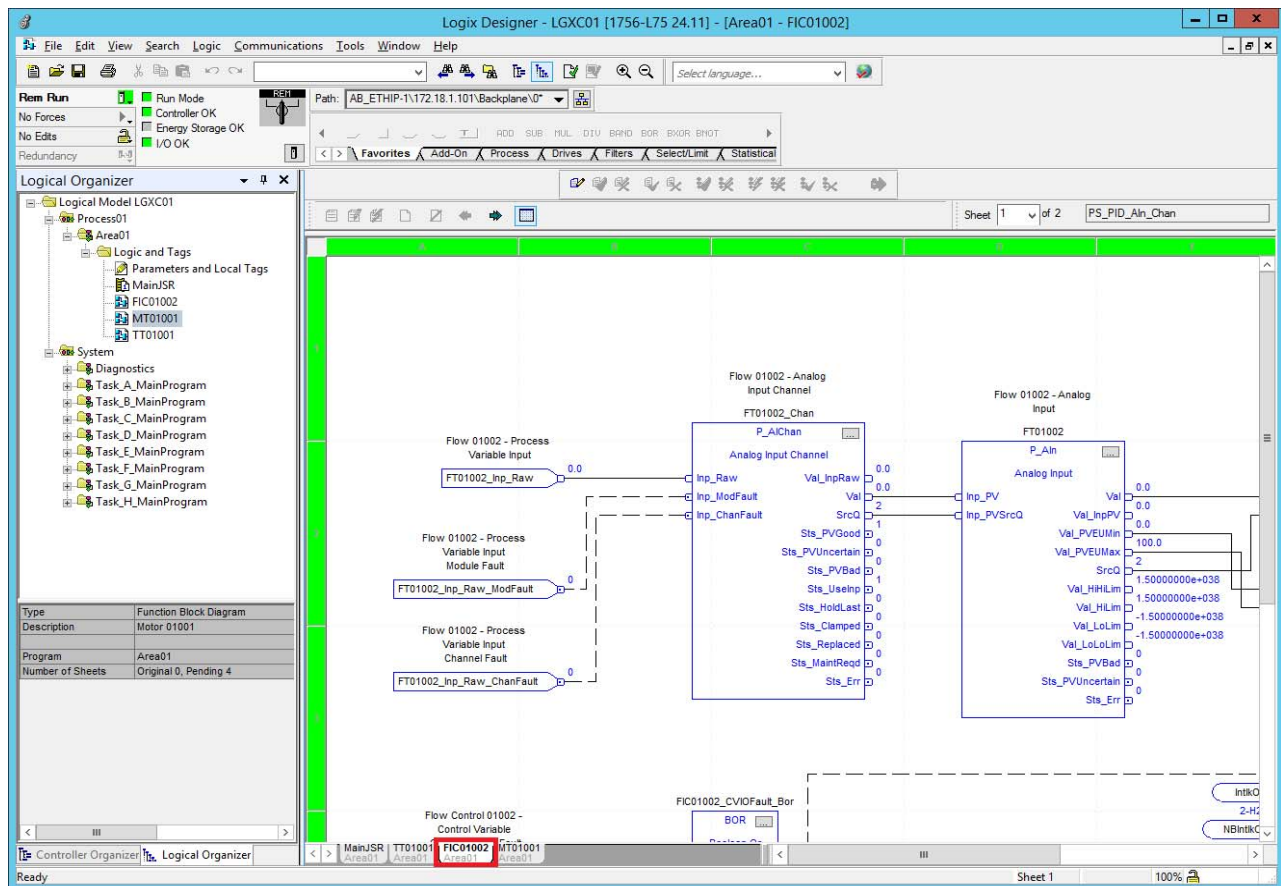 Logix Designer - LGXC01 [1756-L75 24.11] - [Area01 - FIC01002]
File Edit View Search Logic Communications Tools Window Help
Select language...
Rem Run
Run Mode
REM
Path: AB_ETHIP-1\172.18.1.101\Backplane\0*
No Forces
Controller OK
Energy Storage OK
No Edits
I/O OK
Redundancy
ADD SUB MUL DIV BAND BOR BXOR BNOT
Favorites Add-On Process Drives Filters Select/Limit Statistical
Logical Organizer
Logical Model LGXC01
Process01
Area01
Logic and Tags
Parameters and Local Tags
MainJSR
FIC01002
MT01001
TT01001
System
Diagnostics
Task_A_MainProgram
Task_B_MainProgram
Task_C_MainProgram
Task_D_MainProgram
Task_E_MainProgram
Task_F_MainProgram
Task_G_MainProgram
Task_H_MainProgram
Type Function Block Diagram
Description Motor 01001
Program Area01
Number of Sheets Original 0, Pending 4
Controller Organizer Logical Organizer
Sheet 1 of 2 PS_PID_AIn_Chan
A B C D E
1
2
3
Flow 01002 - Process
Variable Input
FT01002_Inp_Raw
0.0
Flow 01002 - Process
Variable Input
Module Fault
FT01002_Inp_Raw_ModFault
0
Flow 01002 - Process
Variable Input
Channel Fault
FT01002_Inp_Raw_ChanFault
0
Flow 01002 - Analog
Input Channel
FT01002_Chan
P_AIChan
...
Analog Input Channel
Inp_Raw Val_InpRaw 0.0
Inp_ModFault Val 0.0
Inp_ChanFault SrcQ 2
Sts_PVGood 1
Sts_PVUncertain 0
Sts_PVBad 0
Sts_UseInp 1
Sts_HoldLast 0
Sts_Clamped 0
Sts_Replaced 0
Sts_MaintReqd 0
Sts_Err 0
Flow 01002 - Analog
Input
FT01002
P_AIn
...
Analog Input
Inp_PV Val 0.0
Inp_PVSrcQ Val_InpPV 0.0
Val_PVEUMin 0.0
Val_PVEUMax 100.0
SrcQ 2
Val_HiHiLim 1.50000000e+038
Val_HiLim 1.50000000e+038
Val_LoLim -1.50000000e+038
Val_LoLoLim -1.50000000e+038
Sts_PVBad 0
Sts_PVUncertain 0
Sts_Err 0
Flow Control 01002 -
Control Variable
FIC01002_CVIOFault_Bor
BOR
...
MainJSR TT01001 FIC01002 MT01001
Area01 Area01 Area01 Area01
Ready
Sheet 1
100%